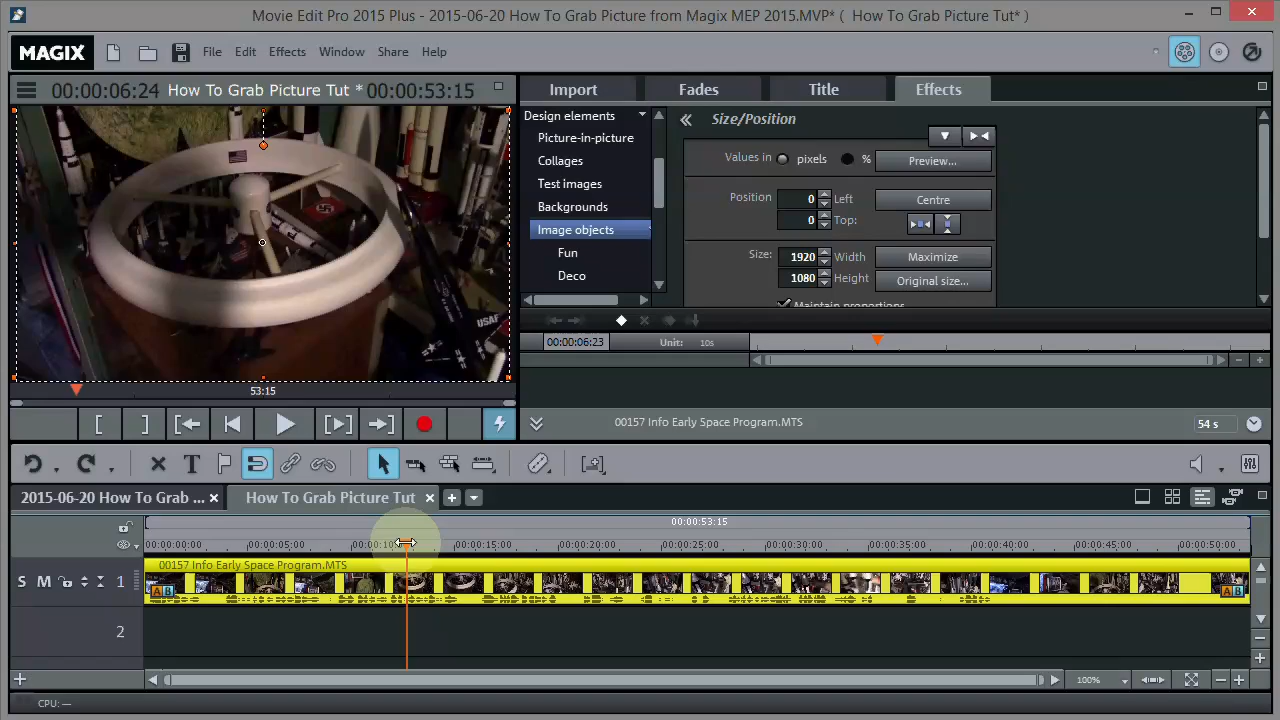 Movie Edit Pro 2015 Plus - 2015-06-20 How To Grab Picture from Magix MEP 2015.MVP* ( How To Grab Picture Tut* )
MAGIX File Edit Effects Window Share Help
00:00:06:24 How To Grab Picture Tut * 00:00:53:15
Import Fades Title Effects
Design elements
Picture-in-picture
Collages
Test images
Backgrounds
Image objects
Fun
Deco
Size/Position
Values in pixels % Preview...
Position 0 Left Centre
0 Top:
Size: 1920 Width Maximize
1080 Height Original size...
Maintain proportions
USAF
53:15
00:00:06:23 Unit: 10s
00157 Info Early Space Program.MTS 54 s
2015-06-20 How To Grab ... How To Grab Picture Tut
00:00:53:15
00:00:00:00 00:00:05:00 00:00:15:00 00:00:20:00 00:00:25:00 00:00:30:00 00:00:35:00 00:00:40:00 00:00:45:00 00:00:50:00
00157 Info Early Space Program.MTS
S M 1
A B A B
2
100%
CPU: —